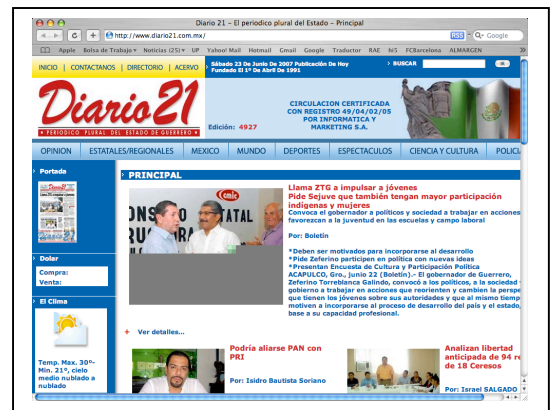 Diario 21 - El periodico plural del Estado - Principal
http://www.diario21.com.mx/
RSS
Google
Apple Bolsa de Trabajo Noticias (25) UP Yahoo! Mail Hotmail Gmail Google Traductor RAE hi5 FCBarcelona ALMARGEN
INICIO | CONTACTANOS | DIRECTORIO | ACERVO
Sábado 23 De Junio De 2007 Publicación De Hoy
Fundado El 1º De Abril De 1991
BUSCAR
Diario21
PERIODICO PLURAL DEL ESTADO DE GUERRERO
Edición: 4927
CIRCULACION CERTIFICADA
CON REGISTRO 49/04/02/05
POR INFORMATICA Y
MARKETING S.A.
OPINION ESTATALES/REGIONALES MEXICO MUNDO DEPORTES ESPECTACULOS CIENCIA Y CULTURA POLICI
Portada
Diario21
Dolar
Compra:
Venta:
El Clima
Temp. Max. 30º-
Min. 21º, cielo
medio nublado a
nublado
PRINCIPAL
cmic
CONS O ESTATAL
Llama ZTG a impulsar a jóvenes
Pide Sejuve que también tengan mayor participación
indígenas y mujeres
Convoca el gobernador a políticos y sociedad a trabajar en acciones
favorezcan a la juventud en las escuelas y campo laboral
Por: Boletín
*Deben ser motivados para incorporarse al desarrollo
*Pide Zeferino participen en política con nuevas ideas
*Presentan Encuesta de Cultura y Participación Política
ACAPULCO, Gro., junio 22 (Boletín).- El gobernador de Guerrero,
Zeferino Torreblanca Galindo, convocó a los políticos, a la sociedad
gobierno a trabajar en acciones que reorienten y cambien la perspe
que tienen los jóvenes sobre sus autoridades y que al mismo tiemp
motiven a incorporarse al proceso de desarrollo del país y el estado,
base a su capacidad profesional.
+ Ver detalles...
Podría aliarse PAN con
PRI
Por: Isidro Bautista Soriano
Analizan libertad
anticipada de 94 re
de 18 Ceresos
Por: Israel SALGADO